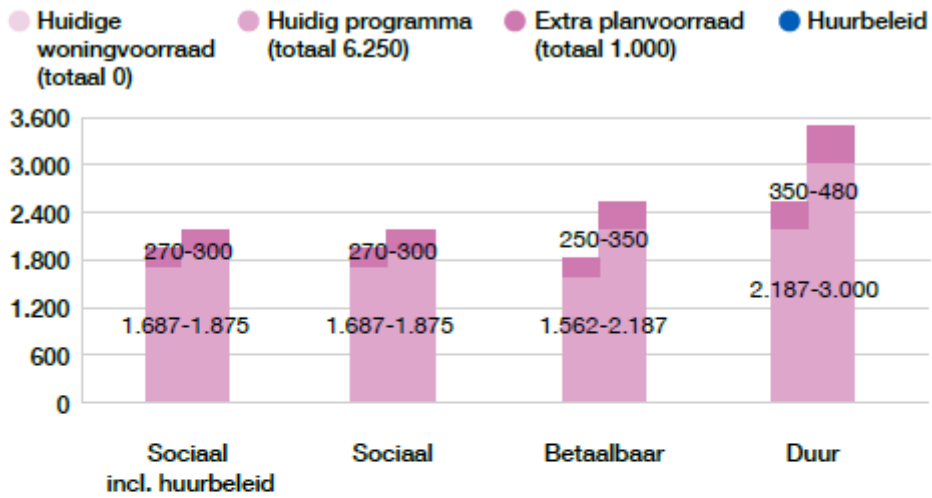 Huidige
woningvoorraad
(totaal 0)
Huidig programma
(totaal 6.250)
Extra planvoorraad
(totaal 1.000)
Huurbeleid
3.600
3.000
2.400
1.800
1.200
600
0
270-300
270-300
250-350
350-480
1.687-1.875
1.687-1.875
1.562-2.187
2.187-3.000
Sociaal
incl. huurbeleid
Sociaal
Betaalbaar
Duur